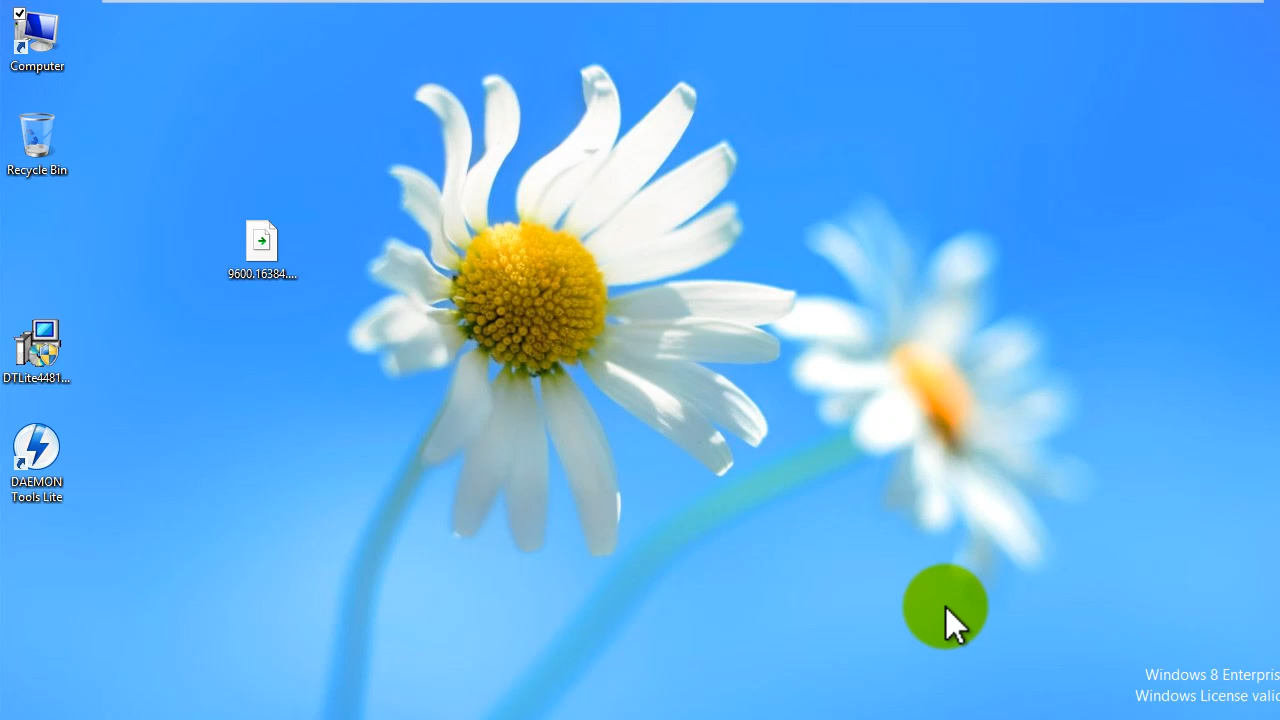 Computer
Recycle Bin
9600.16384....
DTLite4481...
DAEMON
Tools Lite
Windows 8 Enterpris
Windows License valid